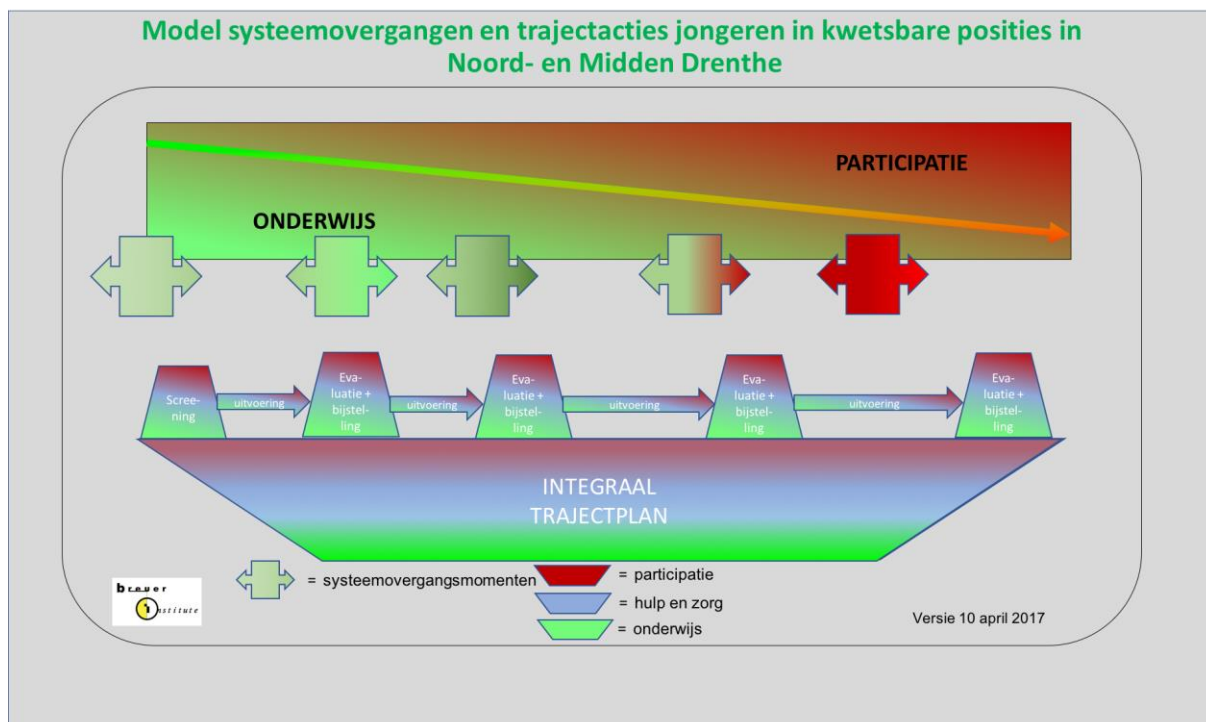 Model systeemovergangen en trajectacties jongeren in kwetsbare posities in
Noord- en Midden Drenthe
PARTICIPATIE
ONDERWIJS
Scree-
ning
uitvoering
Eva-
luatie +
bijstel-
ling
uitvoering
Eva-
luatie +
bijstel-
ling
uitvoering
Eva-
luatie +
bijstel-
ling
uitvoering
Eva-
luatie +
bijstel-
ling
INTEGRAAL
TRAJECTPLAN
= systeemovergangsmomenten
= participatie
= hulp en zorg
= onderwijs
breuer
institute
Versie 10 april 2017